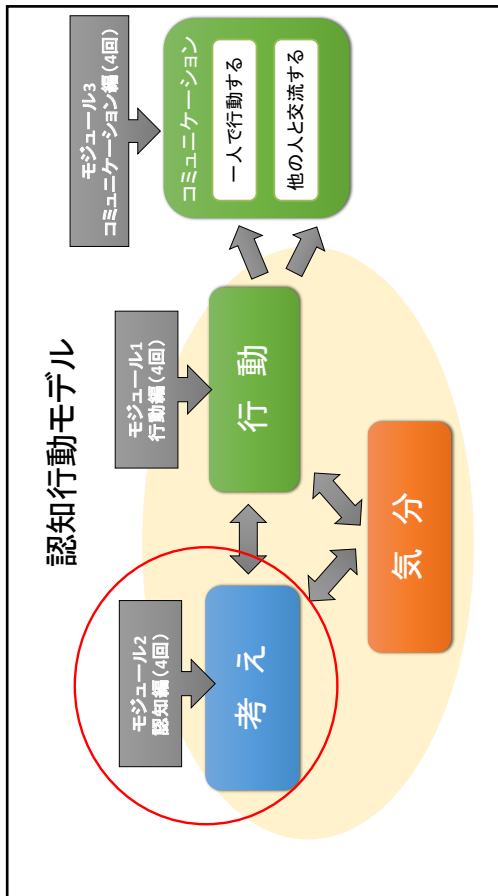 認知行動モデル
モジュール2
認知編(4回)
モジュール1
行動編(4回)
モジュール3
コミュニケーション編(4回)
考え
行動
気分
コミュニケーション
一人で行動する
他の人と交流する